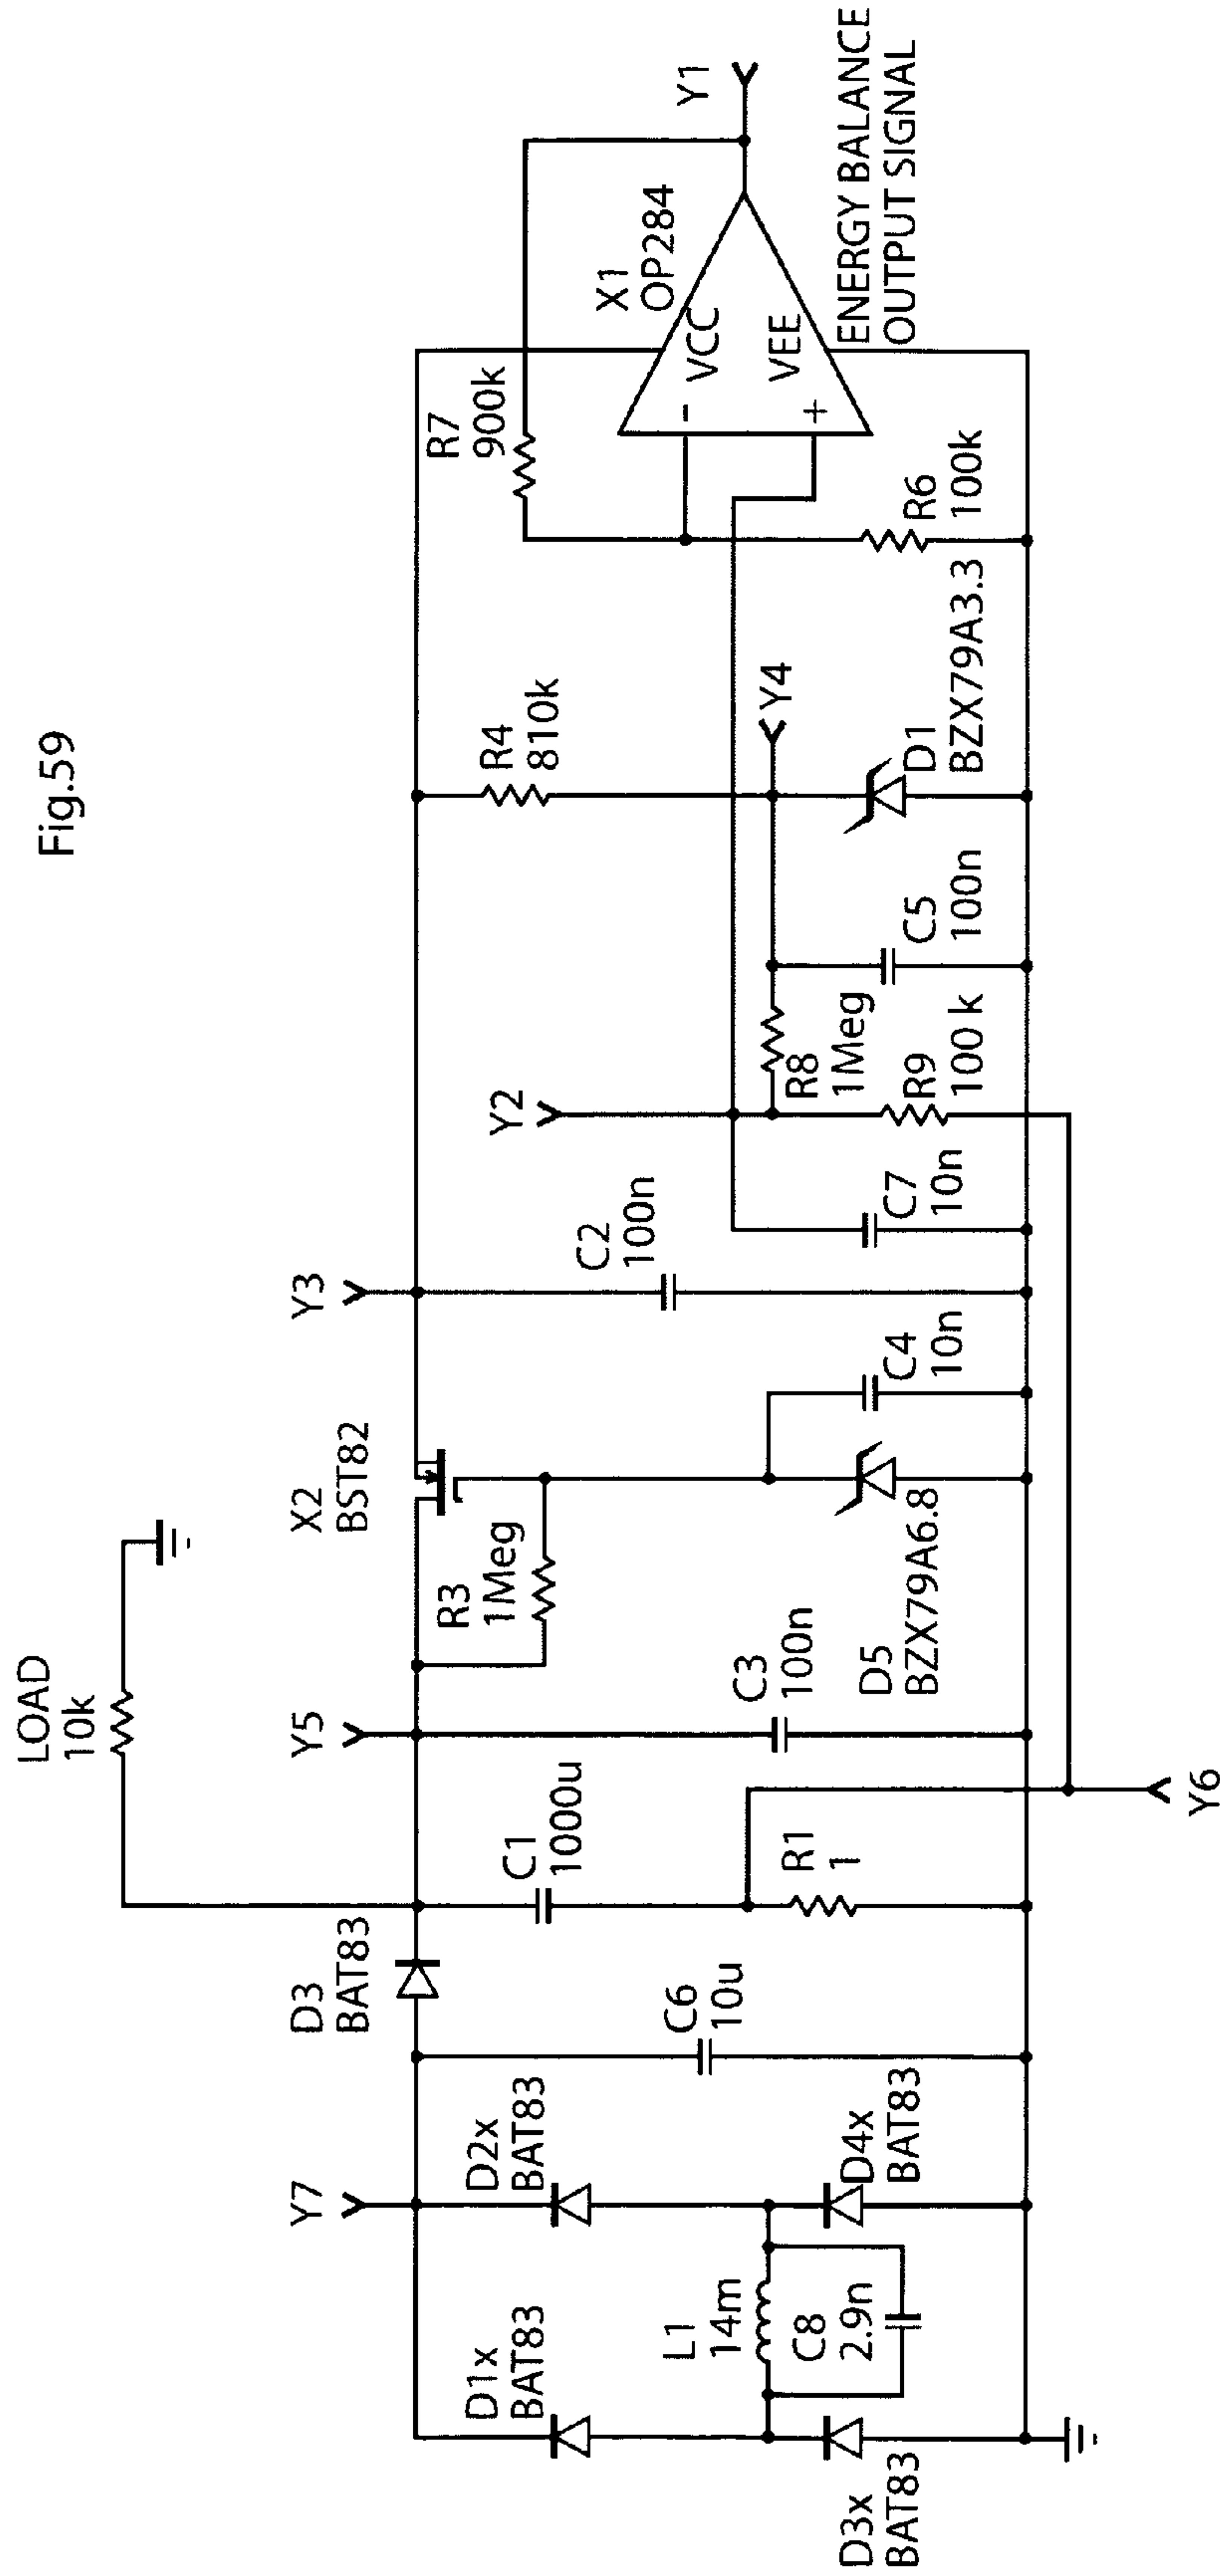 Fig.59
LOAD
10k
Y7
D3
BAT83
Y5
X2
BST82
Y3
D1x
BAT83
D2x
BAT83
C1
1000u
R3
1Meg
Y2
R4
810k
R7
900k
X1
OP284
Y1
L1
14m
C6
10u
C2
100n
Y4
-
VCC
VEE
+
C8
2.9n
R1
1
C3
100n
R8
1Meg
D3x
BAT83
D4x
BAT83
D5
BZX79A6.8
C4
10n
C7
10n
R9
100 k
C5
100n
D1
BZX79A3.3
R6
100k
ENERGY BALANCE
OUTPUT SIGNAL
Y6